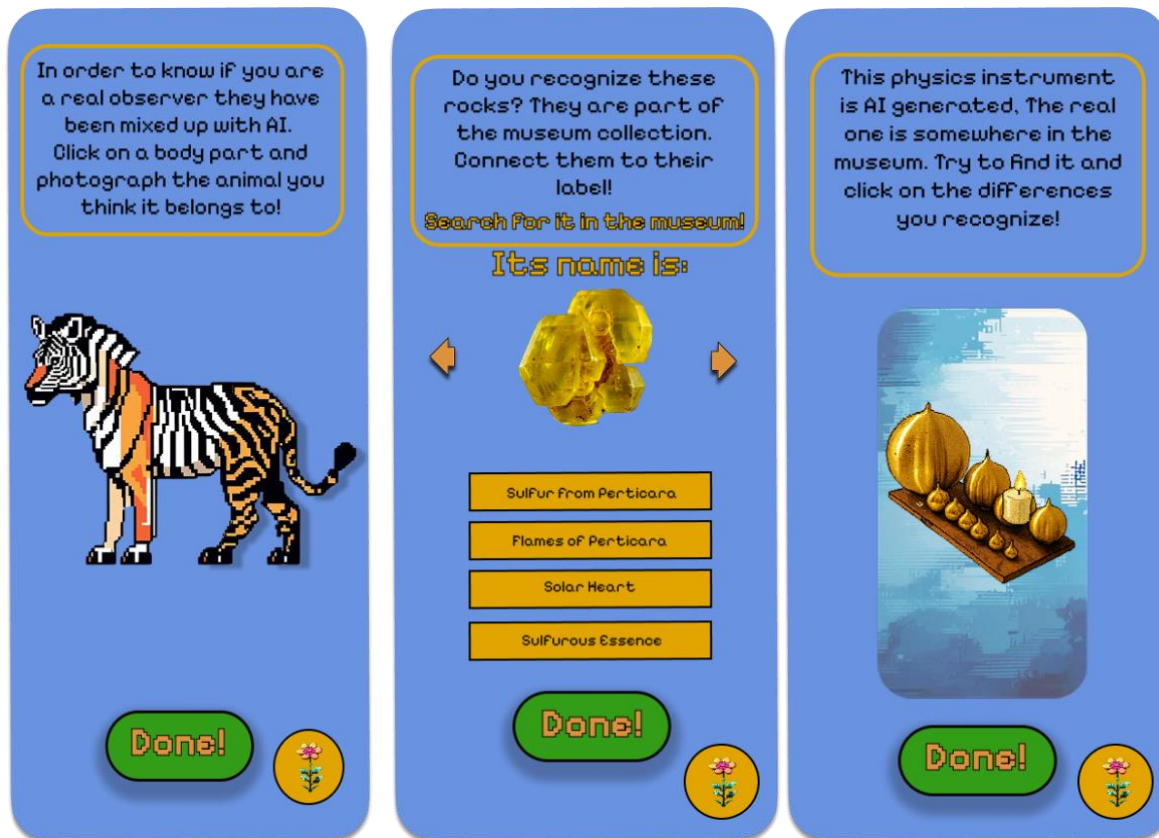 In order to know if you are
a real observer they have
been mixed up with AI.
Click on a body part and
photograph the animal you
think it belongs to!
Done!
Do you recognize these
rocks? They are part of
the museum collection.
Connect them to their
label!
Search for it in the museum!
Its name is:
Sulfur from Perticara
Flames of Perticara
Solar Heart
Sulfurous Essence
Done!
This physics instrument
is AI generated, The real
one is somewhere in the
museum. Try to find it and
click on the differences
you recognize!
Done!